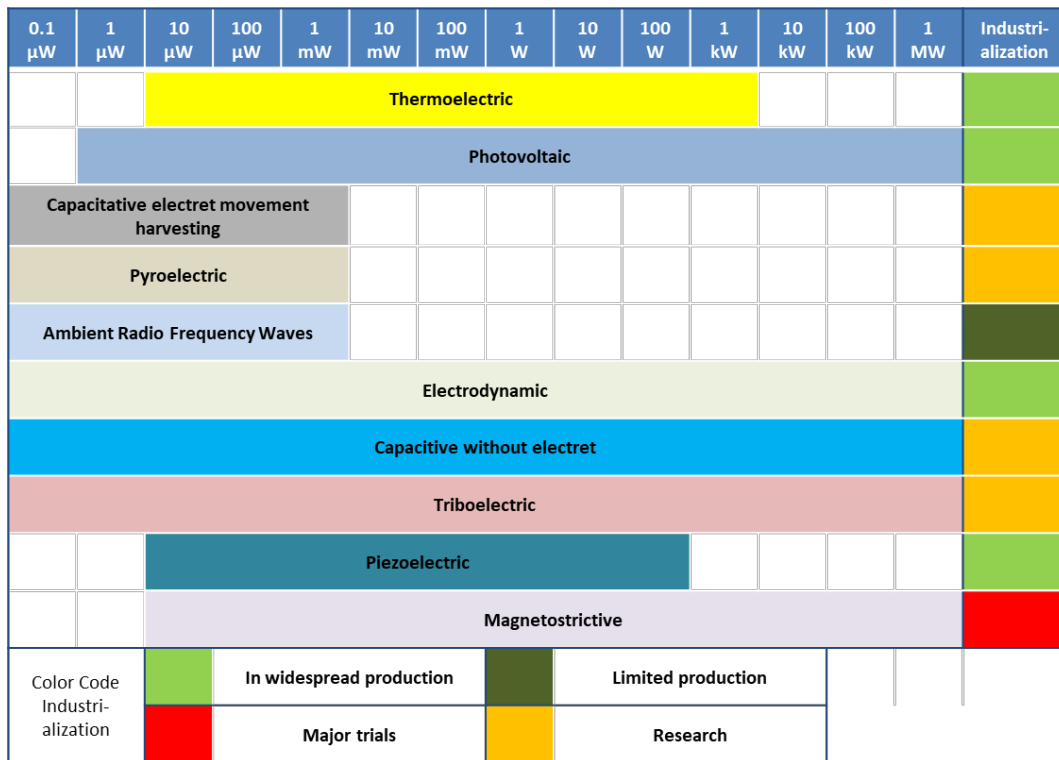 0.1 1 10 100 1 10 100 1 10 100 1 10 100 1 Industri-
µW µW µW µW mW mW mW W W W kW kW kW MW alization
Thermoelectric
Photovoltaic
Capacitative electret movement
harvesting
Pyroelectric
Ambient Radio Frequency Waves
Electrodynamic
Capacitive without electret
Triboelectric
Piezoelectric
Magnetostrictive
Color Code
Industri-
alization
In widespread production
Limited production
Major trials
Research